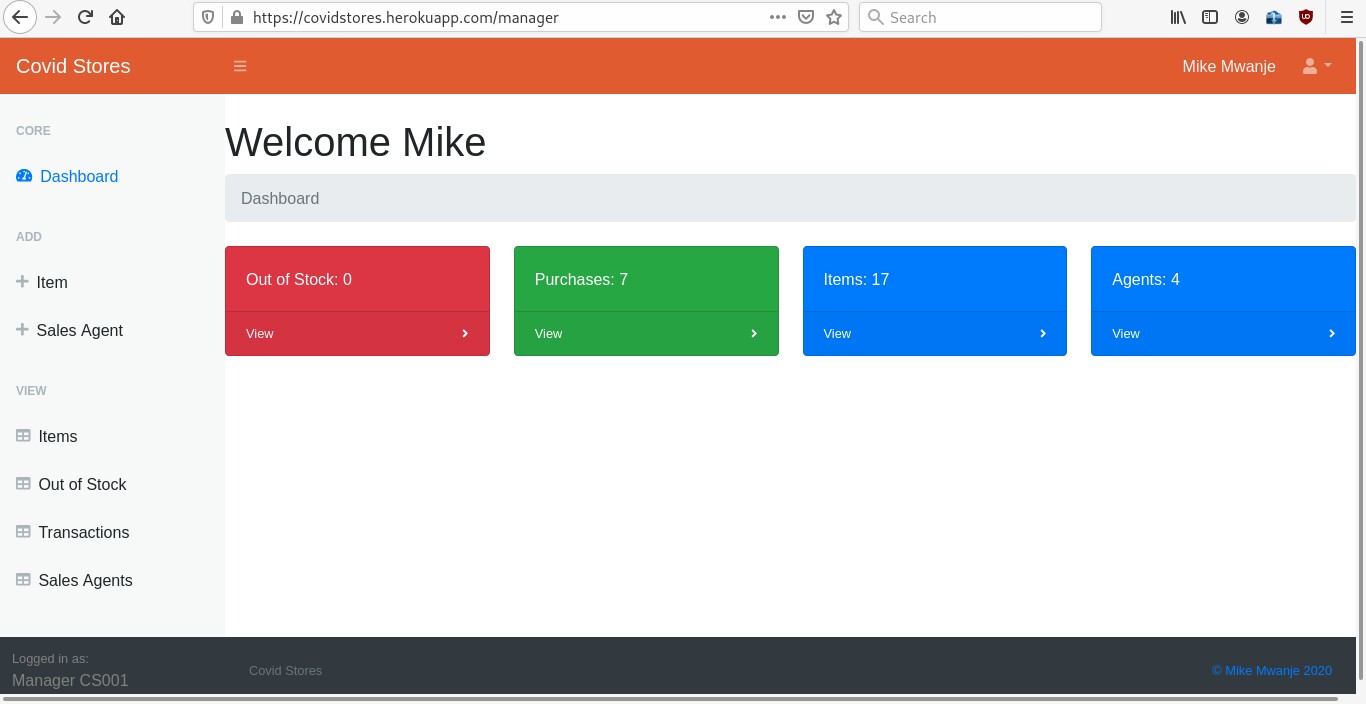 https://covidstores.herokuapp.com/manager
Search
Covid Stores
Mike Mwanje
CORE
Dashboard
ADD
Item
Sales Agent
VIEW
Items
Out of Stock
Transactions
Sales Agents
Logged in as:
Manager CS001
Welcome Mike
Dashboard
Out of Stock: 0
View
Purchases: 7
View
Items: 17
View
Agents: 4
View
Covid Stores
© Mike Mwanje 2020